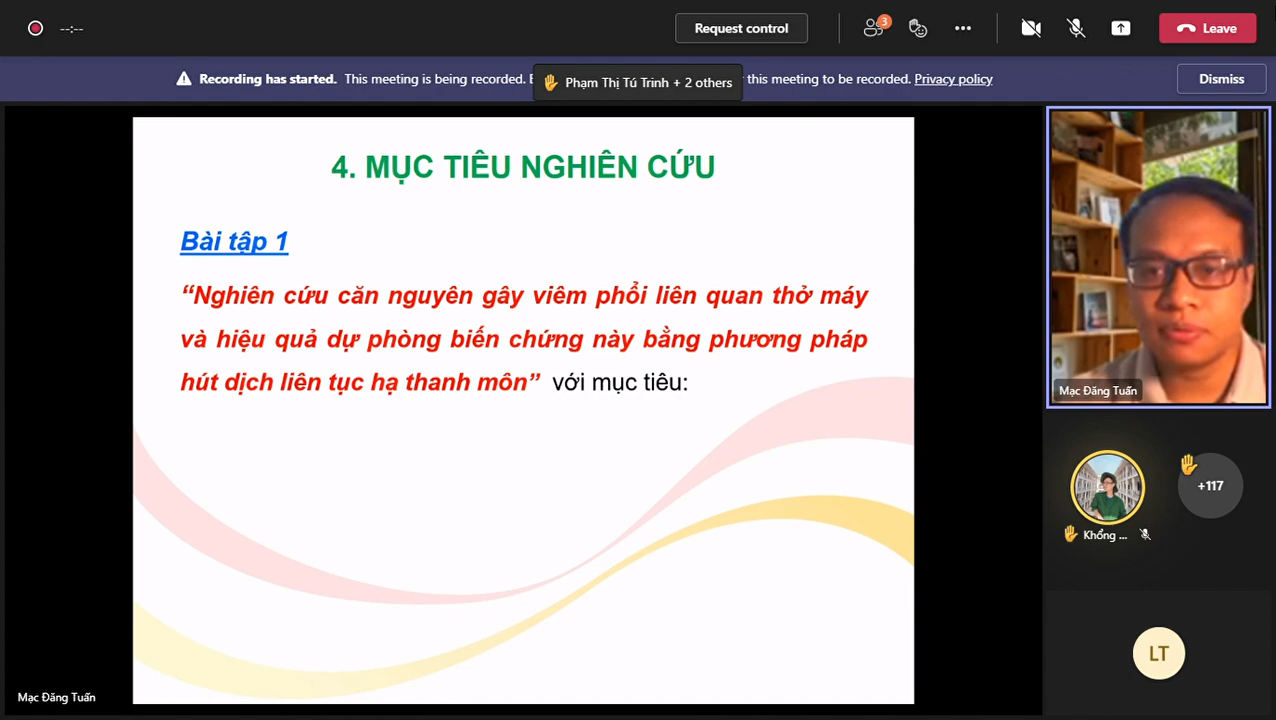 --:--
Request control
3
Leave
Recording has started. This meeting is being recorded.
Phạm Thị Tú Trinh + 2 others
this meeting to be recorded. Privacy policy
Dismiss
4. MỤC TIÊU NGHIÊN CỨU
Bài tập 1
“Nghiên cứu căn nguyên gây viêm phổi liên quan thở máy
và hiệu quả dự phòng biến chứng này bằng phương pháp
hút dịch liên tục hạ thanh môn” với mục tiêu:
Mạc Đăng Tuấn
+117
Khổng ...
LT
Mạc Đăng Tuấn